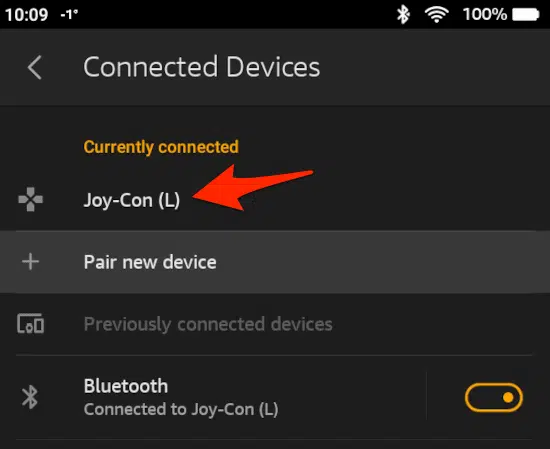 10:09 -1° 100%
Connected Devices
Currently connected
Joy-Con (L)
Pair new device
Previously connected devices
Bluetooth
Connected to Joy-Con (L)